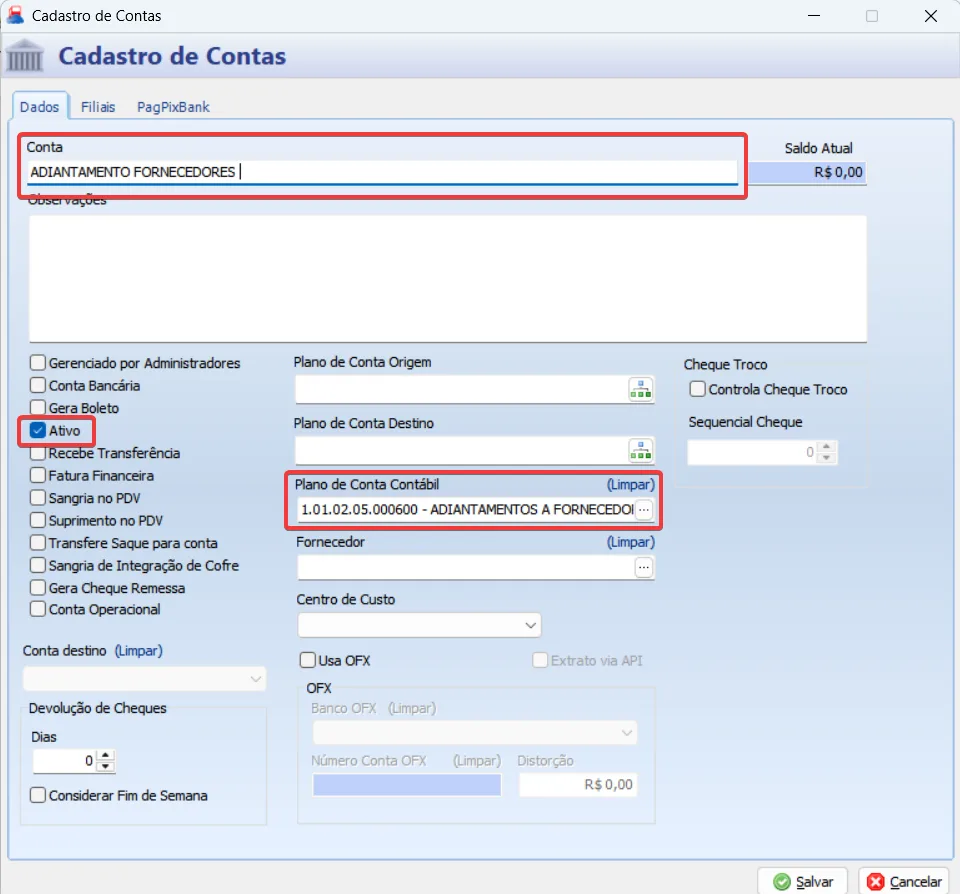 Cadastro de Contas
Cadastro de Contas
Dados Filiais PagPixBank
Conta
Saldo Atual
ADIANTAMENTO FORNECEDORES
R$ 0,00
Observações
Gerenciado por Administradores
Conta Bancária
Gera Boleto
Ativo
Recebe Transferência
Fatura Financeira
Sangria no PDV
Suprimento no PDV
Transfere Saque para conta
Sangria de Integração de Cofre
Gera Cheque Remessa
Conta Operacional
Conta destino (Limpar)
Devolução de Cheques
Dias
0
Considerar Fim de Semana
Plano de Conta Origem
Plano de Conta Destino
Plano de Conta Contábil (Limpar)
1.01.02.05.000600 - ADIANTAMENTOS A FORNECEDOI ...
Fornecedor (Limpar)
...
Centro de Custo
Usa OFX
Extrato via API
OFX
Banco OFX (Limpar)
Número Conta OFX (Limpar) Distorção
R$ 0,00
Cheque Troco
Controla Cheque Troco
Sequencial Cheque
0
Salvar Cancelar